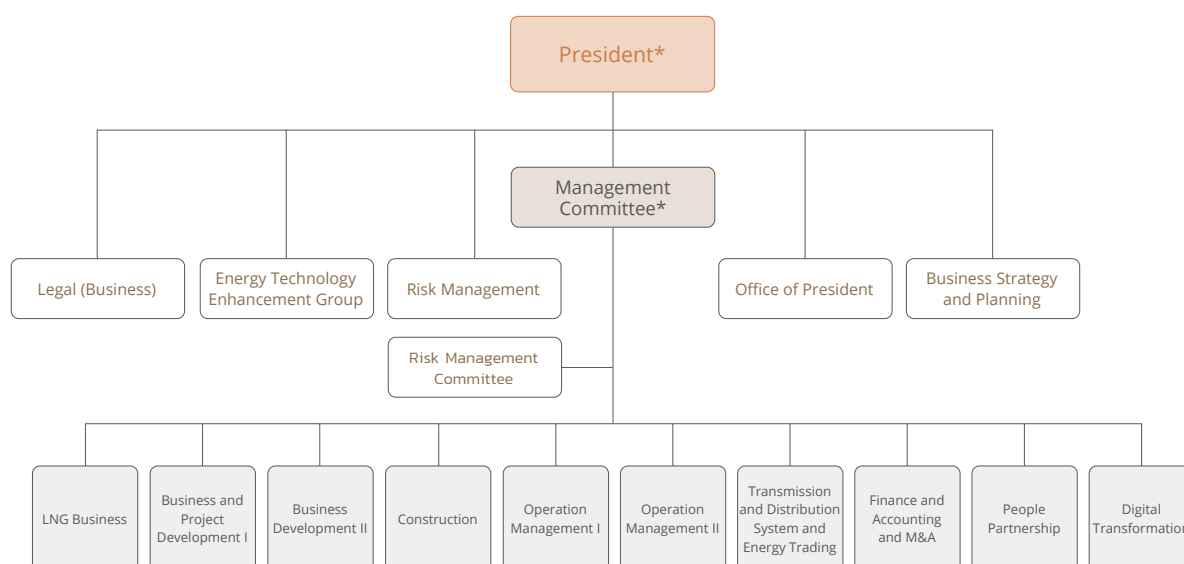 President*
Management
Committee*
Legal (Business)
Energy Technology
Enhancement Group
Risk Management
Office of President
Business Strategy
and Planning
Risk Management
Committee
LNG Business
Business and
Project
Development I
Business
Development II
Construction
Operation
Management I
Operation
Management II
Transmission
and Distribution
System and
Energy Trading
Finance and
Accounting
and M&A
People
Partnership
Digital
Transformation